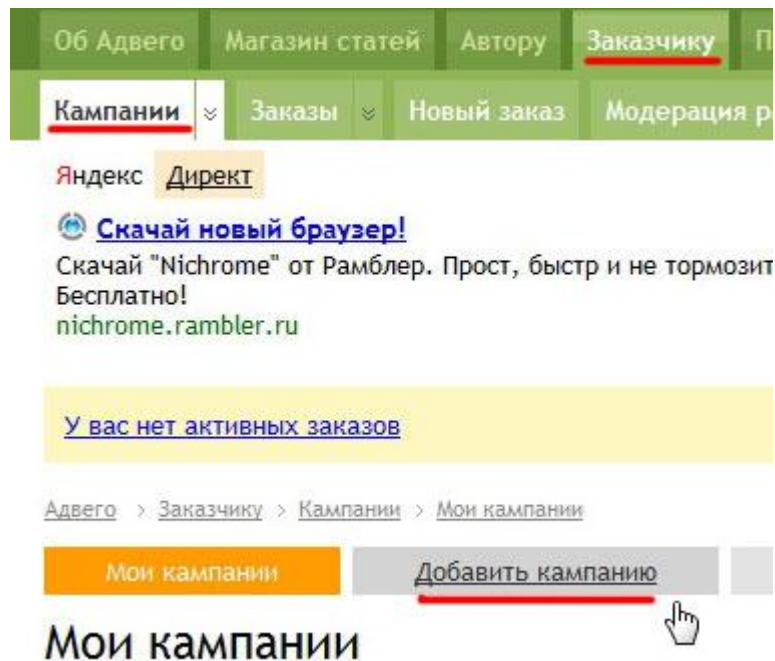 Об Адвего Магазин статей Автору Заказчику
Кампании Заказы Новый заказ Модерация
Яндекс Директ
Скачай новый браузер!
Скачай "Nichrome" от Рамблер. Прост, быстр и не тормозит
Бесплатно!
nichrome.rambler.ru
У вас нет активных заказов
Адвего > Заказчику > Кампании > Мои кампании
Мои кампании Добавить кампанию
Мои кампании